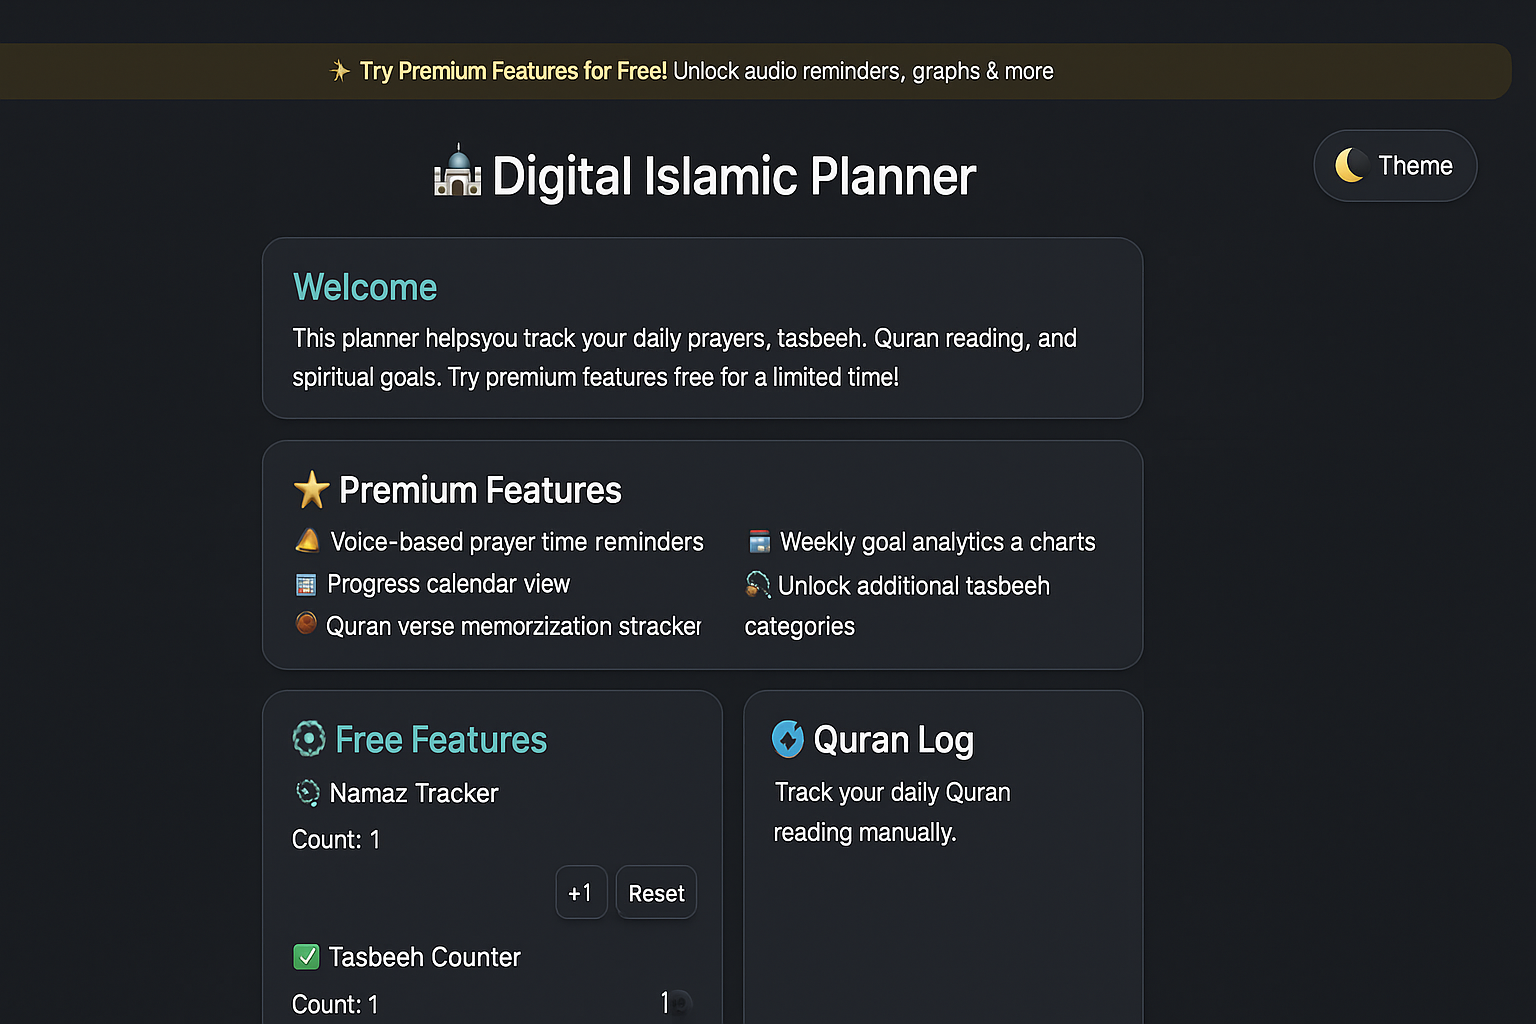 Try Premium Features for Free! Unlock audio reminders, graphs & more
Digital Islamic Planner
Theme
Welcome
This planner helpsyou track your daily prayers, tasbeeh. Quran reading, and
spiritual goals. Try premium features free for a limited time!
Premium Features
Voice-based prayer time reminders
Progress calendar view
Quran verse memorzization stracker
Weekly goal analytics a charts
Unlock additional tasbeeh
categories
Free Features
Namaz Tracker
Count: 1
+1
Reset
Tasbeeh Counter
Count: 1
1
Quran Log
Track your daily Quran
reading manually.